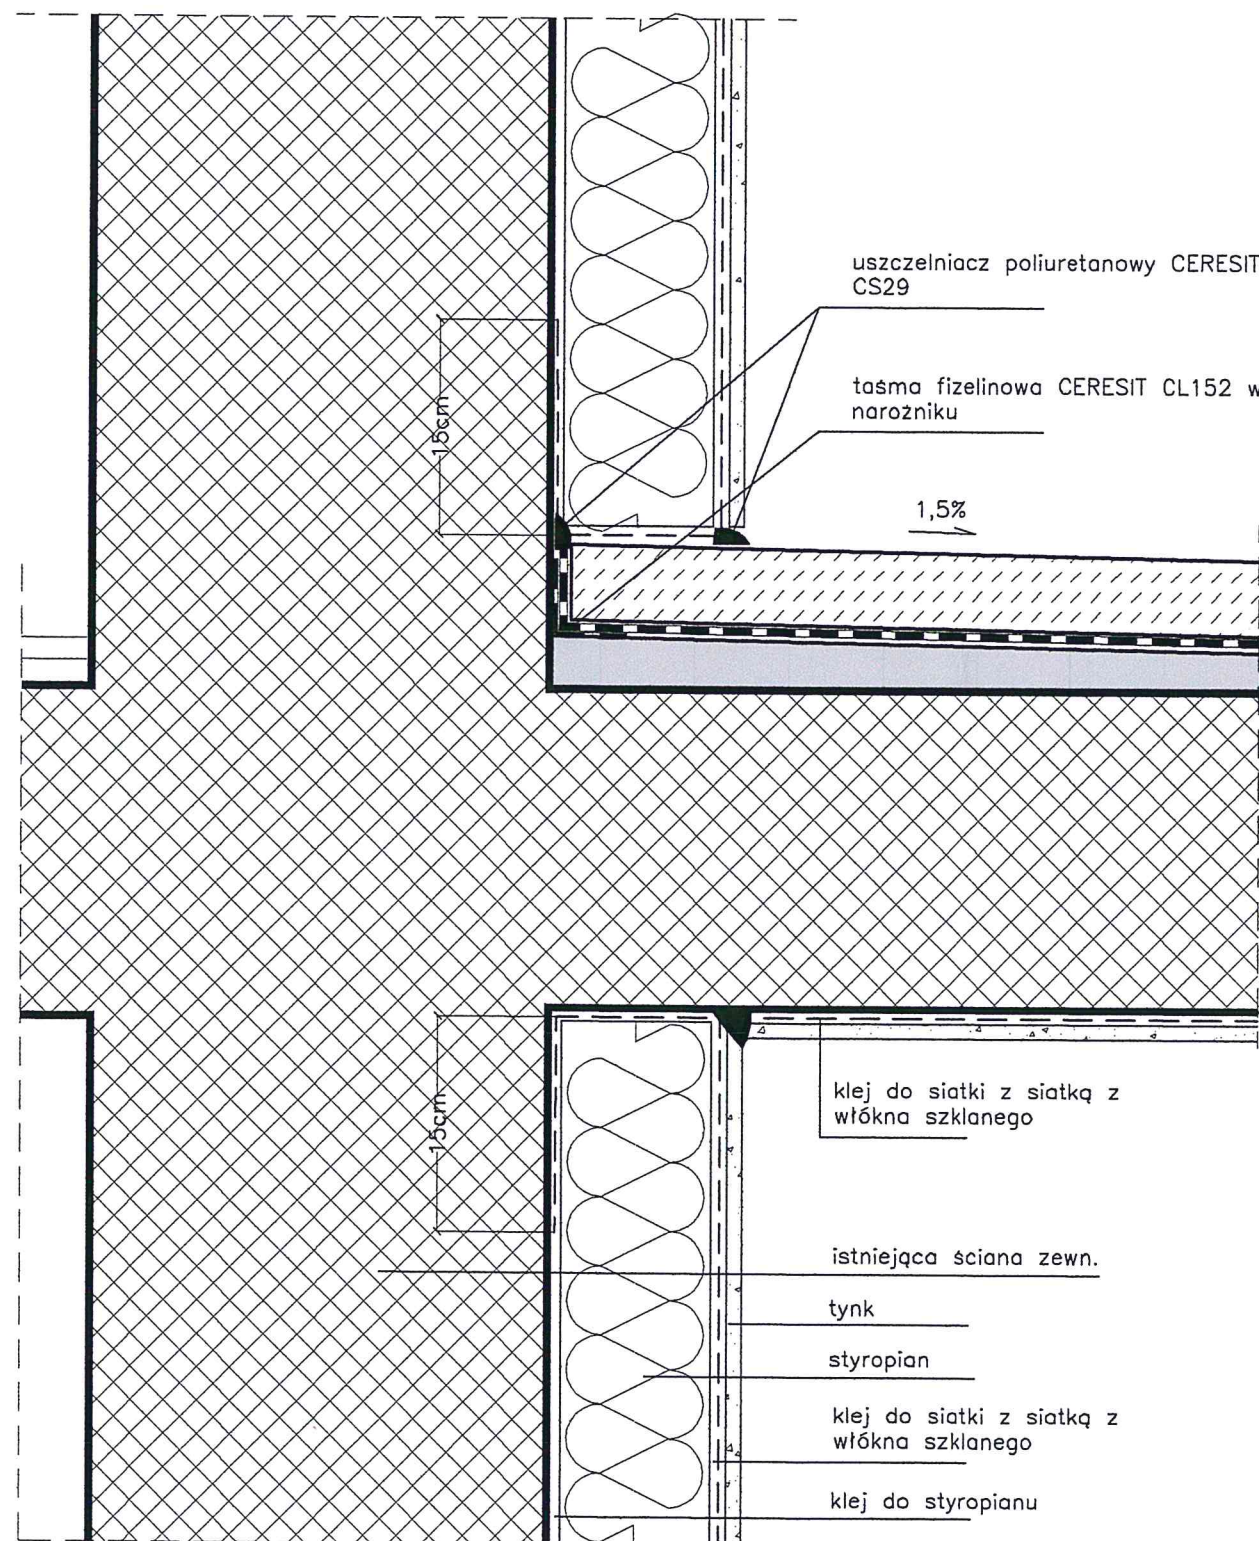 uszczelniacz poliuretanowy CERESIT
CS29
taśma fizelinowa CERESIT CL152 w
narożniku
15cm
1,5%
15cm
klej do siatki z siatką z
włókna szklanego
istniejąca ściana zewn.
tynk
styropian
klej do siatki z siatką z
włókna szklanego
klej do styropianu